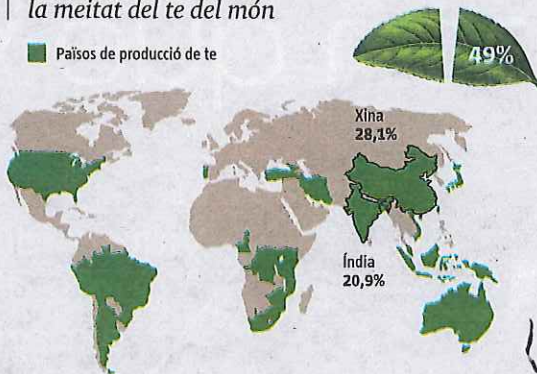 la meitat del te del món
Països de producció de te
49%
Xina
28,1%
Índia
20,9%